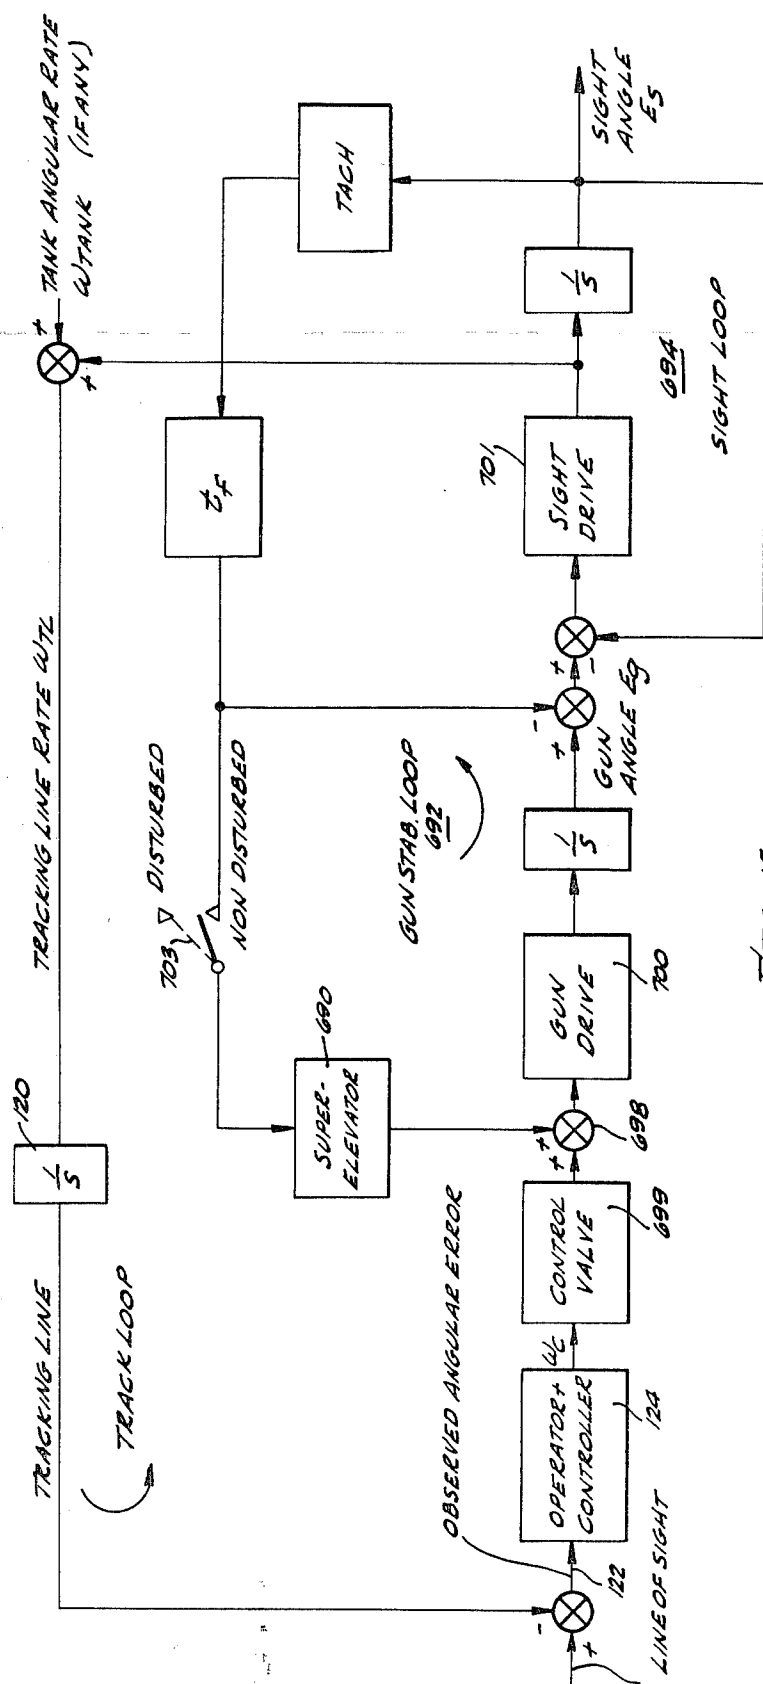 TANK ANGULAR RATE
ωTANK (IF ANY)
+
+
TRACKING LINE RATE ωTL
120
1/S
TRACKING LINE
TRACK LOOP
TACH
tF
DISTURBED
703
NON DISTURBED
SUPER-
ELEVATOR
690
GUN STAB. LOOP
692
LINE OF SIGHT
+
-
122
OBSERVED ANGULAR ERROR
OPERATOR+
CONTROLLER
124
ωC
CONTROL
VALVE
699
+
+
698
GUN
DRIVE
700
1/S
+
-
GUN
ANGLE Eg
+
-
SIGHT
DRIVE
701
1/S
SIGHT
ANGLE
ES
694
SIGHT LOOP